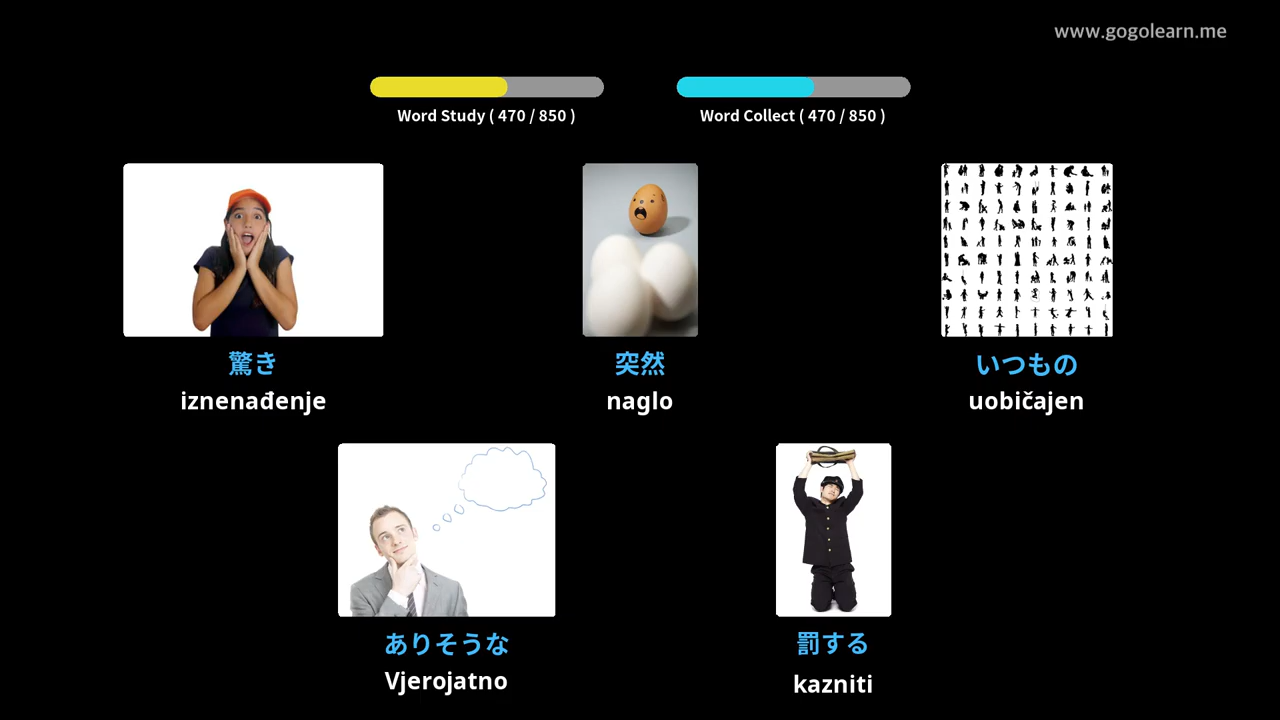 www.gogolearn.me
Word Study ( 470 / 850 )
Word Collect ( 470 / 850 )
驚き
iznenađenje
突然
naglo
いつもの
uobičajen
ありそうな
Vjerojatno
罰する
kazniti